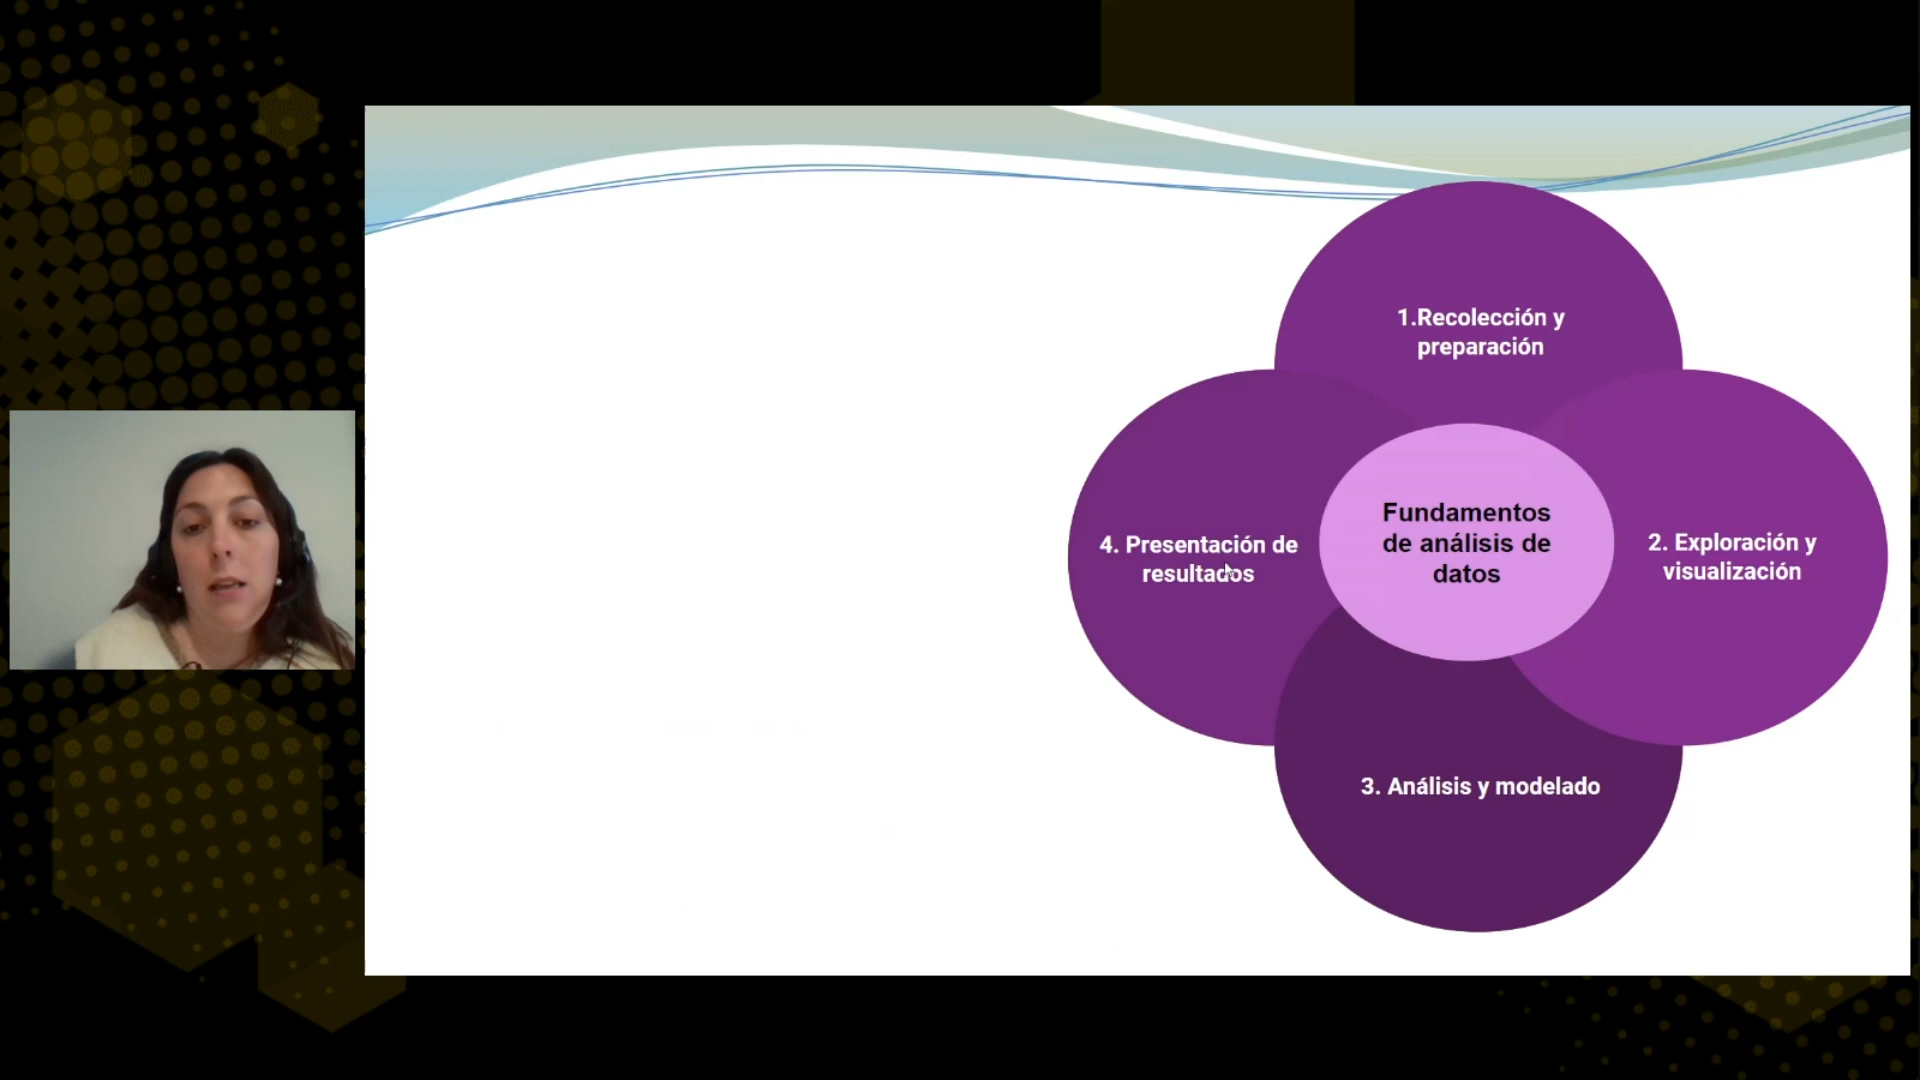 1.Recolección y
preparación
Fundamentos
de análisis de
datos
2. Exploración y
visualización
3. Análisis y modelado
4. Presentación de
resultados